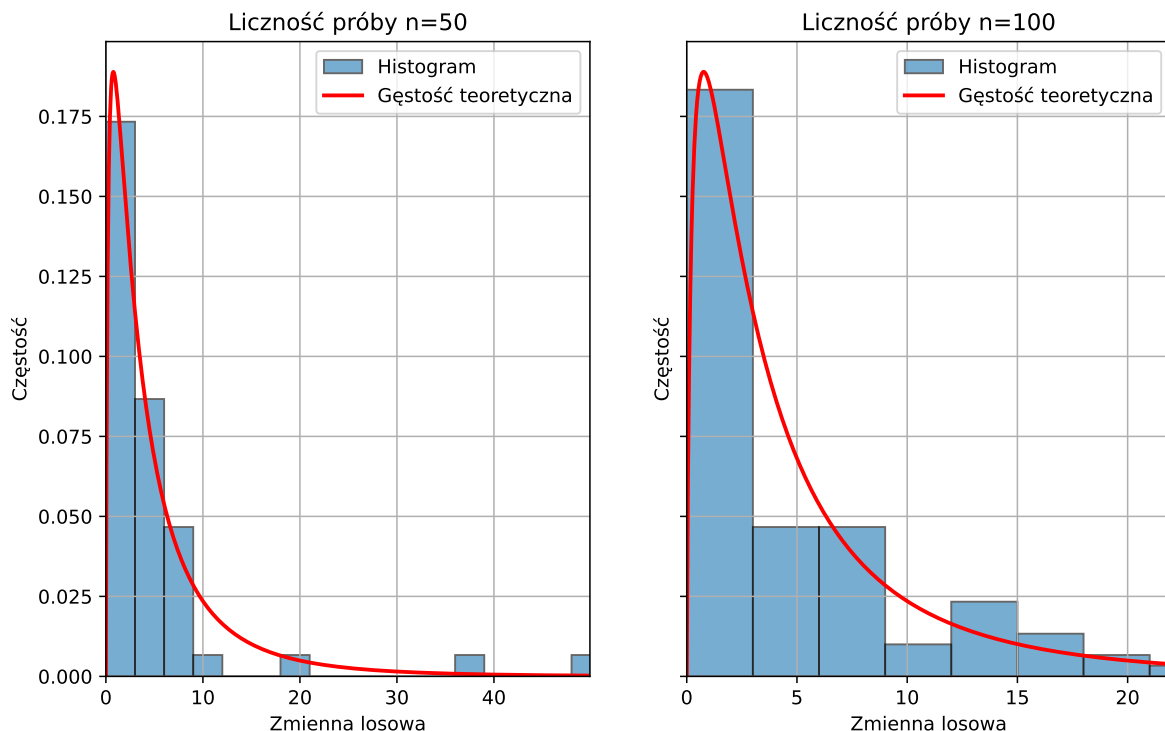 Liczność próby n=50
Histogram
Gęstość teoretyczna
0.175
0.150
0.125
0.100
0.075
0.050
0.025
0.000
Częstość
0 10 20 30 40
Zmienna losowa
Liczność próby n=100
Histogram
Gęstość teoretyczna
Częstość
0 5 10 15 20
Zmienna losowa